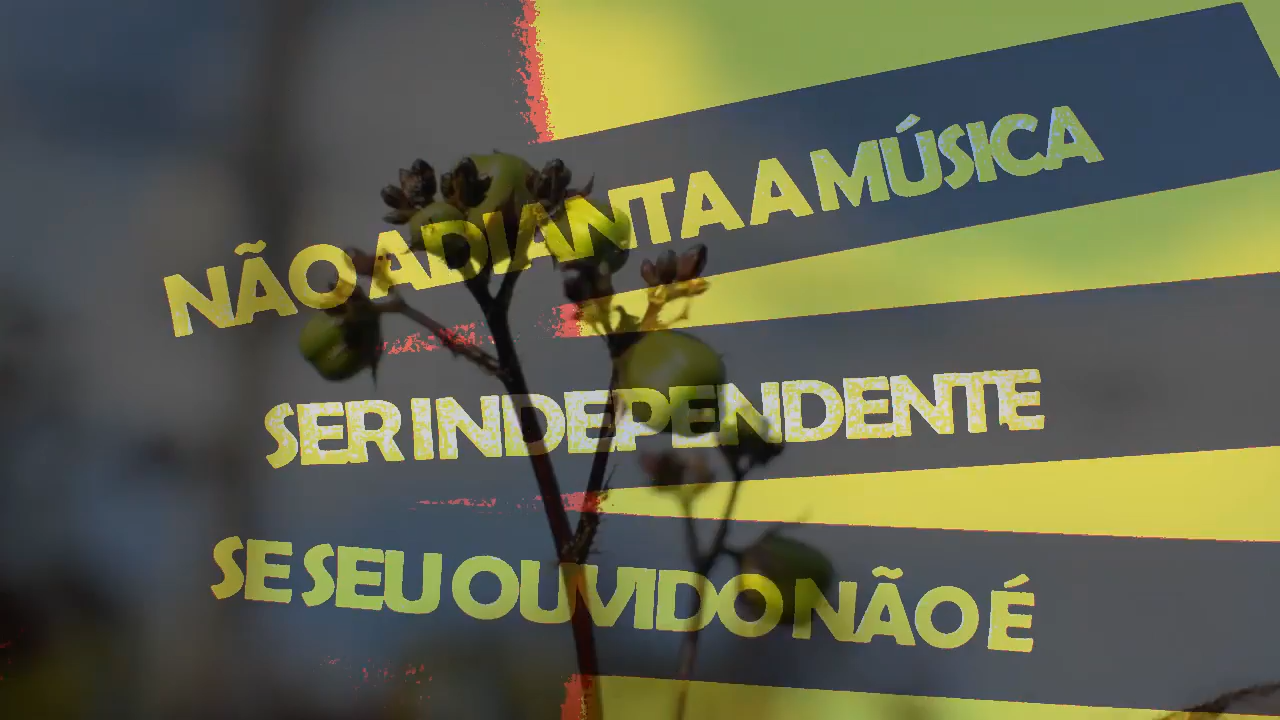 NÃO ADIANTA A MÚSICA
SER INDEPENDENTE
SE SEU OUVIDO NÃO É